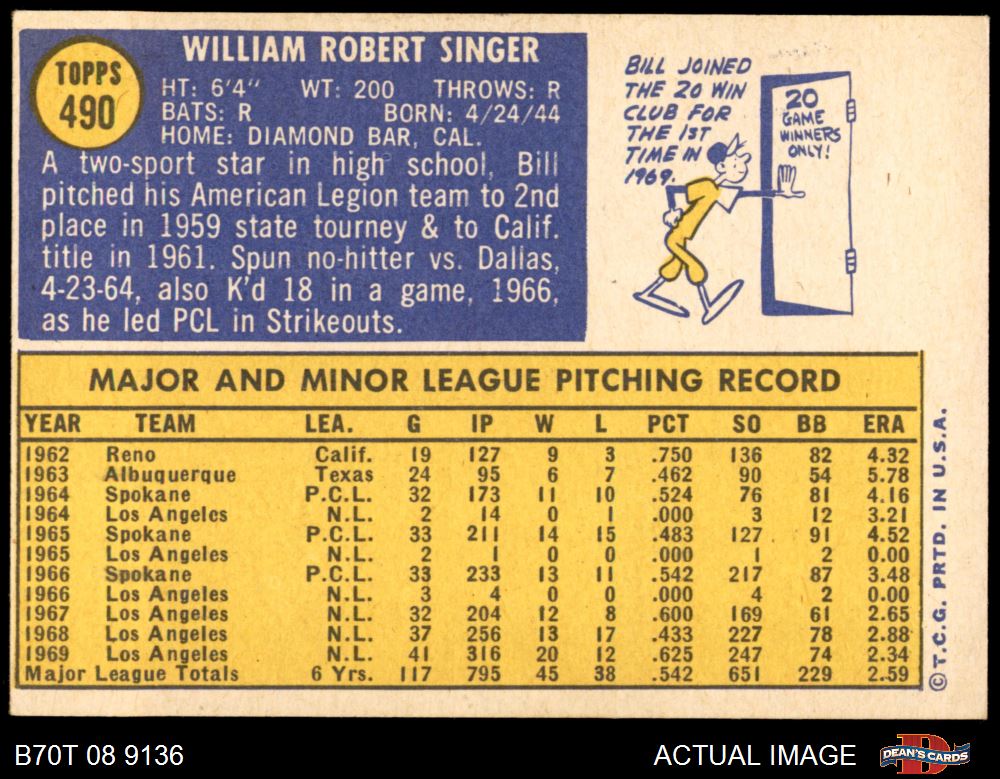 TOPPS
490
WILLIAM ROBERT SINGER
HT: 6'4" WT: 200 THROWS: R
BATS: R BORN: 4/24/44
HOME: DIAMOND BAR, CAL.
A two-sport star in high school, Bill
pitched his American Legion team to 2nd
place in 1959 state tourney & to Calif.
title in 1961. Spun no-hitter vs. Dallas,
4-23-64, also K'd 18 in a game, 1966,
as he led PCL in Strikeouts.
BILL JOINED
THE 20 WIN
CLUB FOR
THE 1ST
TIME IN
1969.
20
GAME
WINNERS
ONLY!
MAJOR AND MINOR LEAGUE PITCHING RECORD
YEAR TEAM LEA. G IP W L PCT SO BB ERA
1962 Reno Calif. 19 127 9 3 .750 136 82 4.32
1963 Albuquerque Texas 24 95 6 7 .462 90 54 5.78
1964 Spokane P.C.L. 32 173 11 10 .524 76 81 4.16
1964 Los Angeles N.L. 2 14 0 1 .000 3 12 3.21
1965 Spokane P.C.L. 33 211 14 15 .483 127 91 4.52
1965 Los Angeles N.L. 2 1 0 0 .000 1 2 0.00
1966 Spokane P.C.L. 33 233 13 11 .542 217 87 3.48
1966 Los Angeles N.L. 3 4 0 0 .000 4 2 0.00
1967 Los Angeles N.L. 32 204 12 8 .600 169 61 2.65
1968 Los Angeles N.L. 37 256 13 17 .433 227 78 2.88
1969 Los Angeles N.L. 41 316 20 12 .625 247 74 2.34
Major League Totals 6 Yrs. 117 795 45 38 .542 651 229 2.59
©T.C.G. PRTD. IN U.S.A.
B70T 08 9136
ACTUAL IMAGE
DEAN'S CARDS